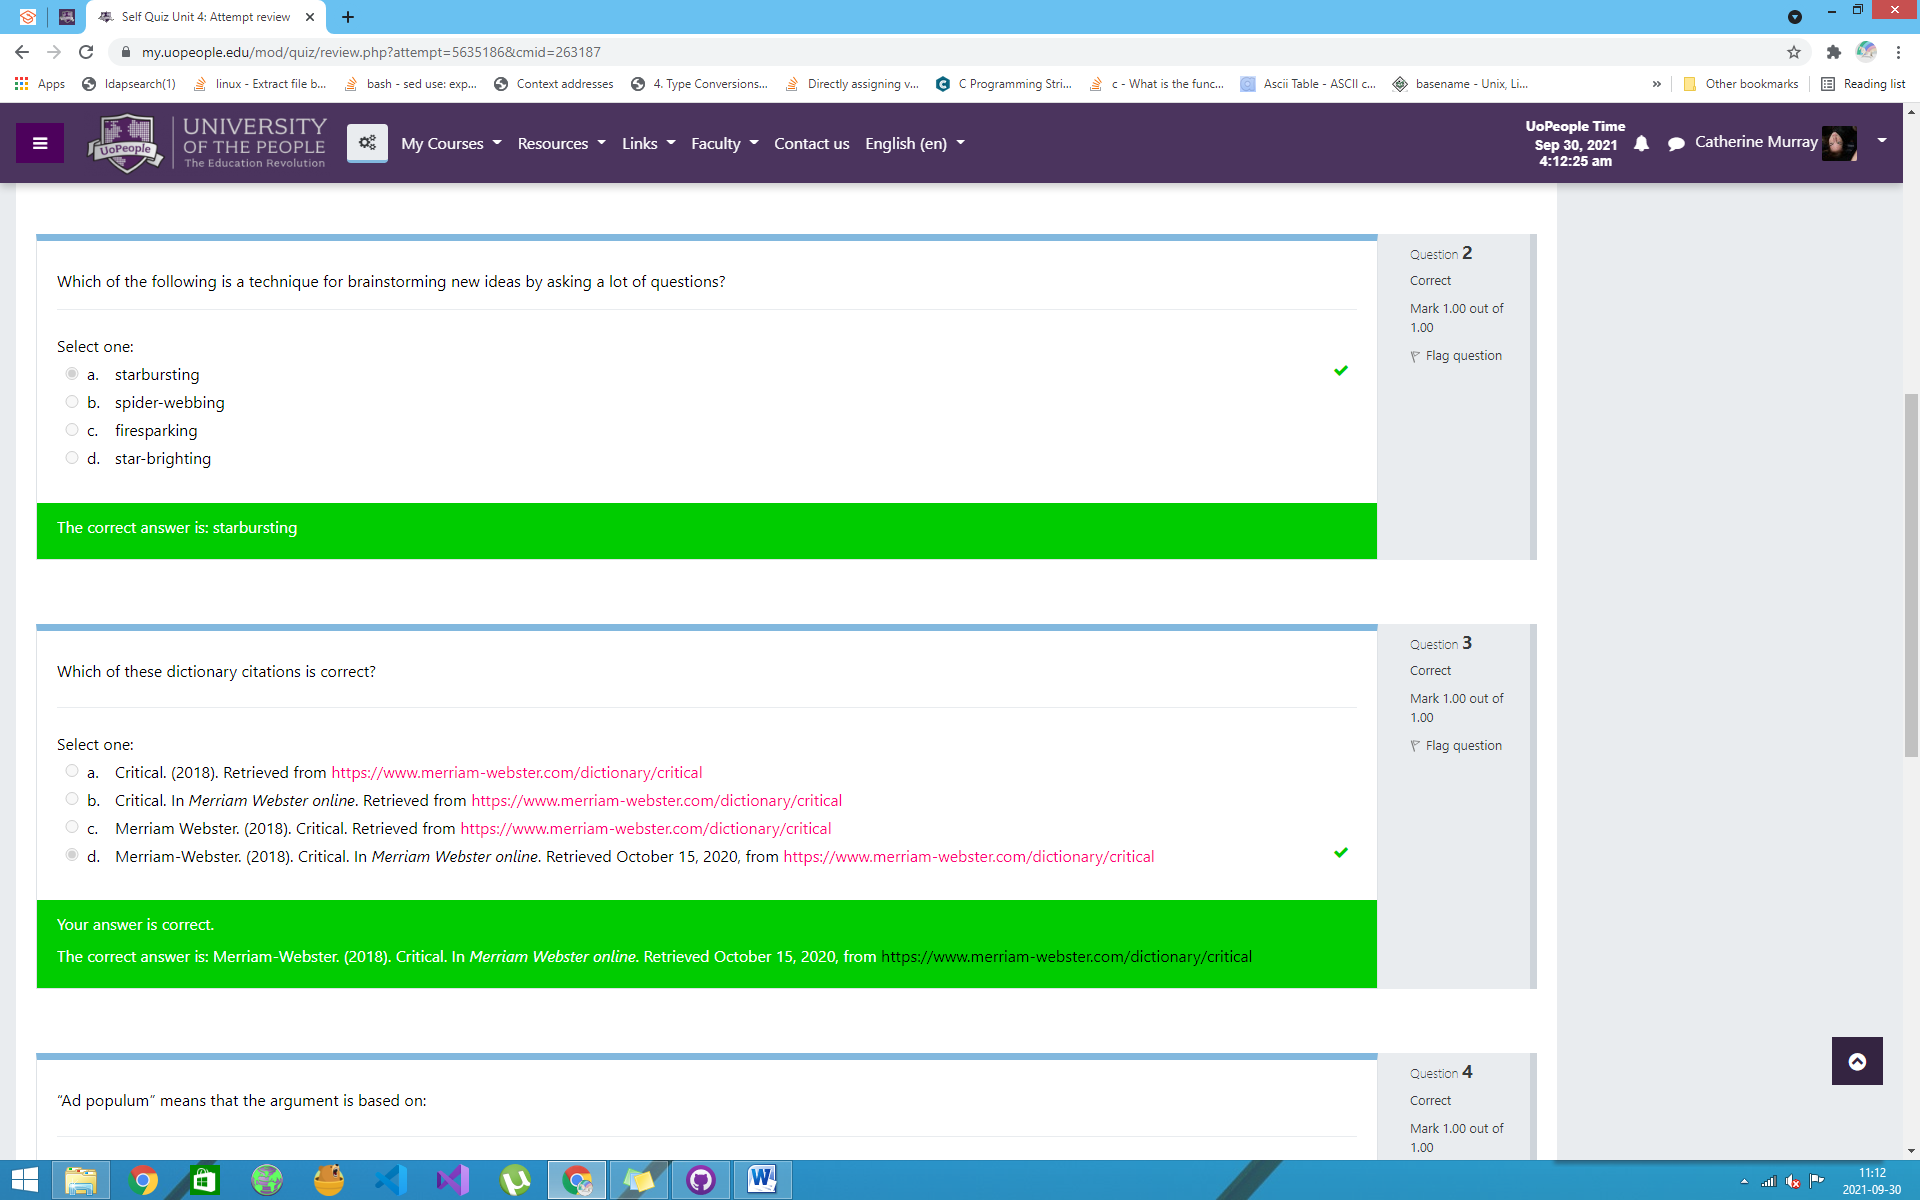 Self Quiz Unit 4: Attempt review
my.uopeople.edu/mod/quiz/review.php?attempt=5635186&cmid=263187
Apps ldapsearch(1) linux - Extract file b... bash - sed use: exp... Context addresses 4. Type Conversions... Directly assigning v... C Programming Stri... c - What is the func... Ascii Table - ASCII c... basename - Unix, Li... » Other bookmarks Reading list
UoPeople
UNIVERSITY
OF THE PEOPLE
The Education Revolution
My Courses Resources Links Faculty Contact us English (en)
UoPeople Time
Sep 30, 2021
4:12:25 am
Catherine Murray
Which of the following is a technique for brainstorming new ideas by asking a lot of questions?
Select one:
a. starbursting
b. spider-webbing
c. firesparking
d. star-brighting
The correct answer is: starbursting
Question 2
Correct
Mark 1.00 out of
1.00
Flag question
Which of these dictionary citations is correct?
Select one:
a. Critical. (2018). Retrieved from https://www.merriam-webster.com/dictionary/critical
b. Critical. In Merriam Webster online. Retrieved from https://www.merriam-webster.com/dictionary/critical
c. Merriam Webster. (2018). Critical. Retrieved from https://www.merriam-webster.com/dictionary/critical
d. Merriam-Webster. (2018). Critical. In Merriam Webster online. Retrieved October 15, 2020, from https://www.merriam-webster.com/dictionary/critical
Your answer is correct.
The correct answer is: Merriam-Webster. (2018). Critical. In Merriam Webster online. Retrieved October 15, 2020, from https://www.merriam-webster.com/dictionary/critical
Question 3
Correct
Mark 1.00 out of
1.00
Flag question
"Ad populum" means that the argument is based on:
Question 4
Correct
Mark 1.00 out of
1.00
11:12
2021-09-30